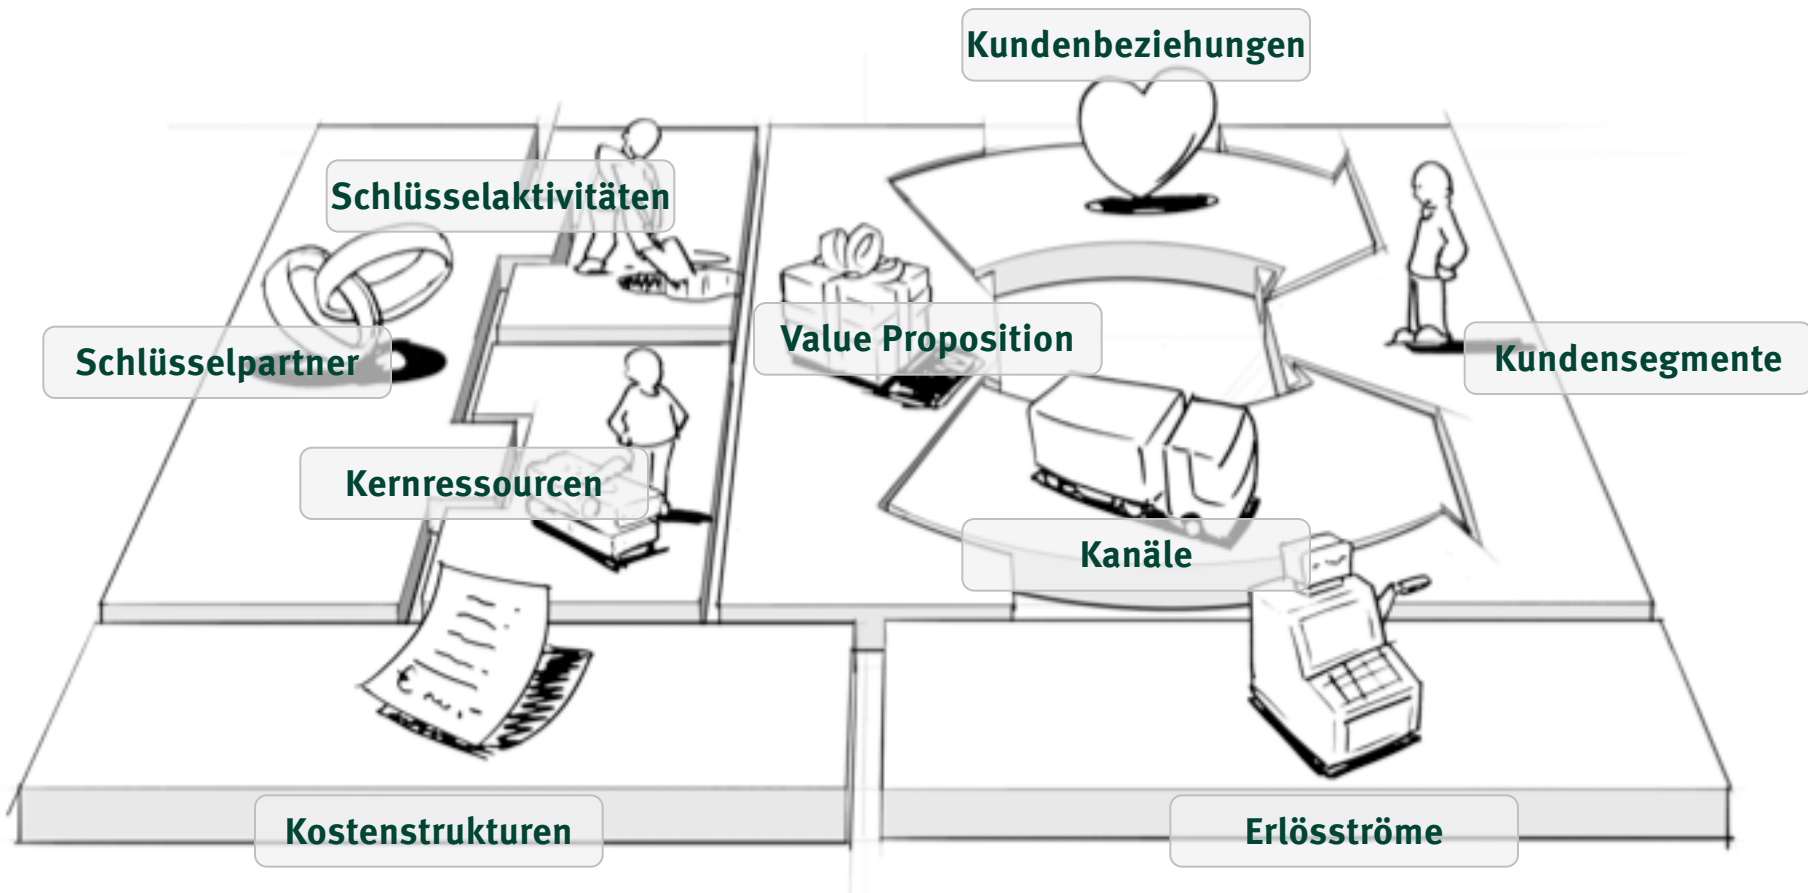 Kundenbeziehungen
Schlüsselaktivitäten
Value Proposition
Schlüsselpartner
Kundensegmente
Kernressourcen
Kanäle
€
Kostenstrukturen
Erlösströme